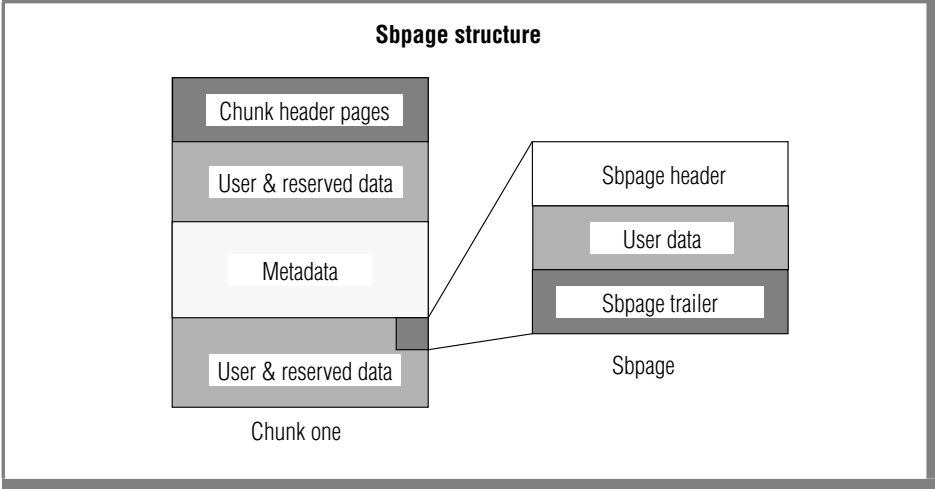 Sbpage structure
Chunk header pages
User & reserved data
Metadata
User & reserved data
Chunk one
Sbpage header
User data
Sbpage trailer
Sbpage